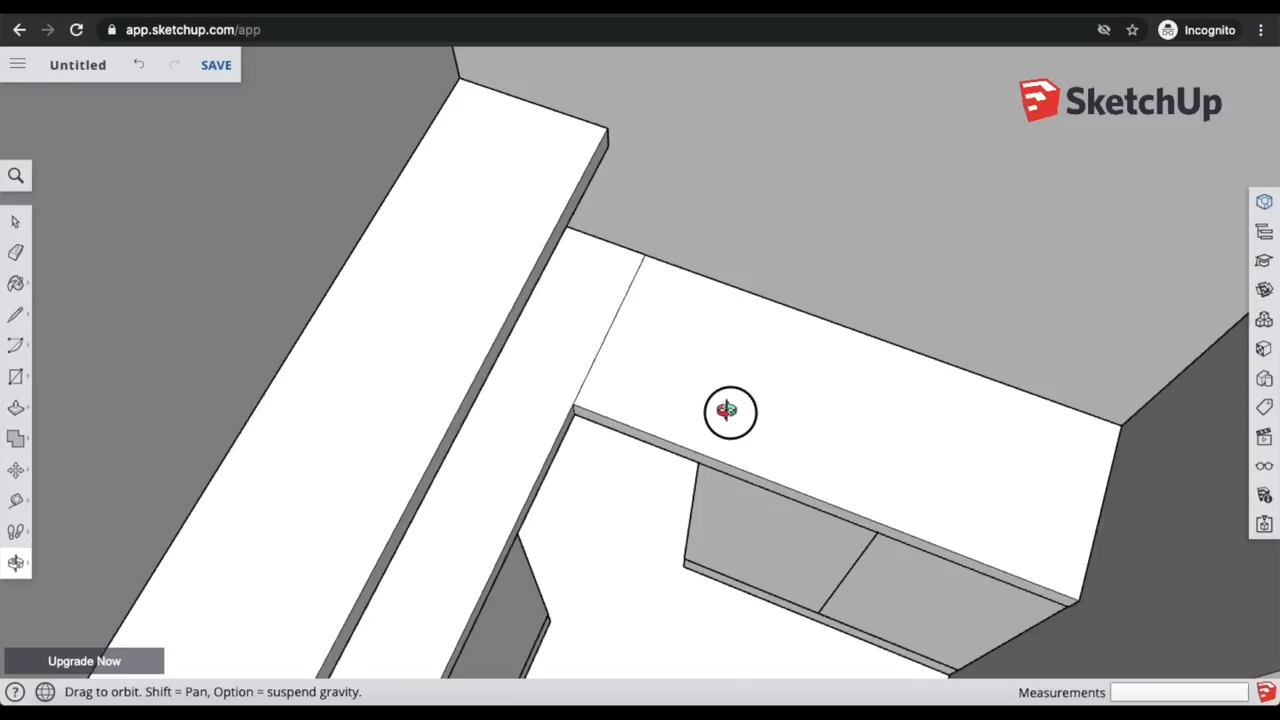 app.sketchup.com/app
Incognito
Untitled
SAVE
SketchUp
Upgrade Now
Drag to orbit. Shift = Pan, Option = suspend gravity.
Measurements